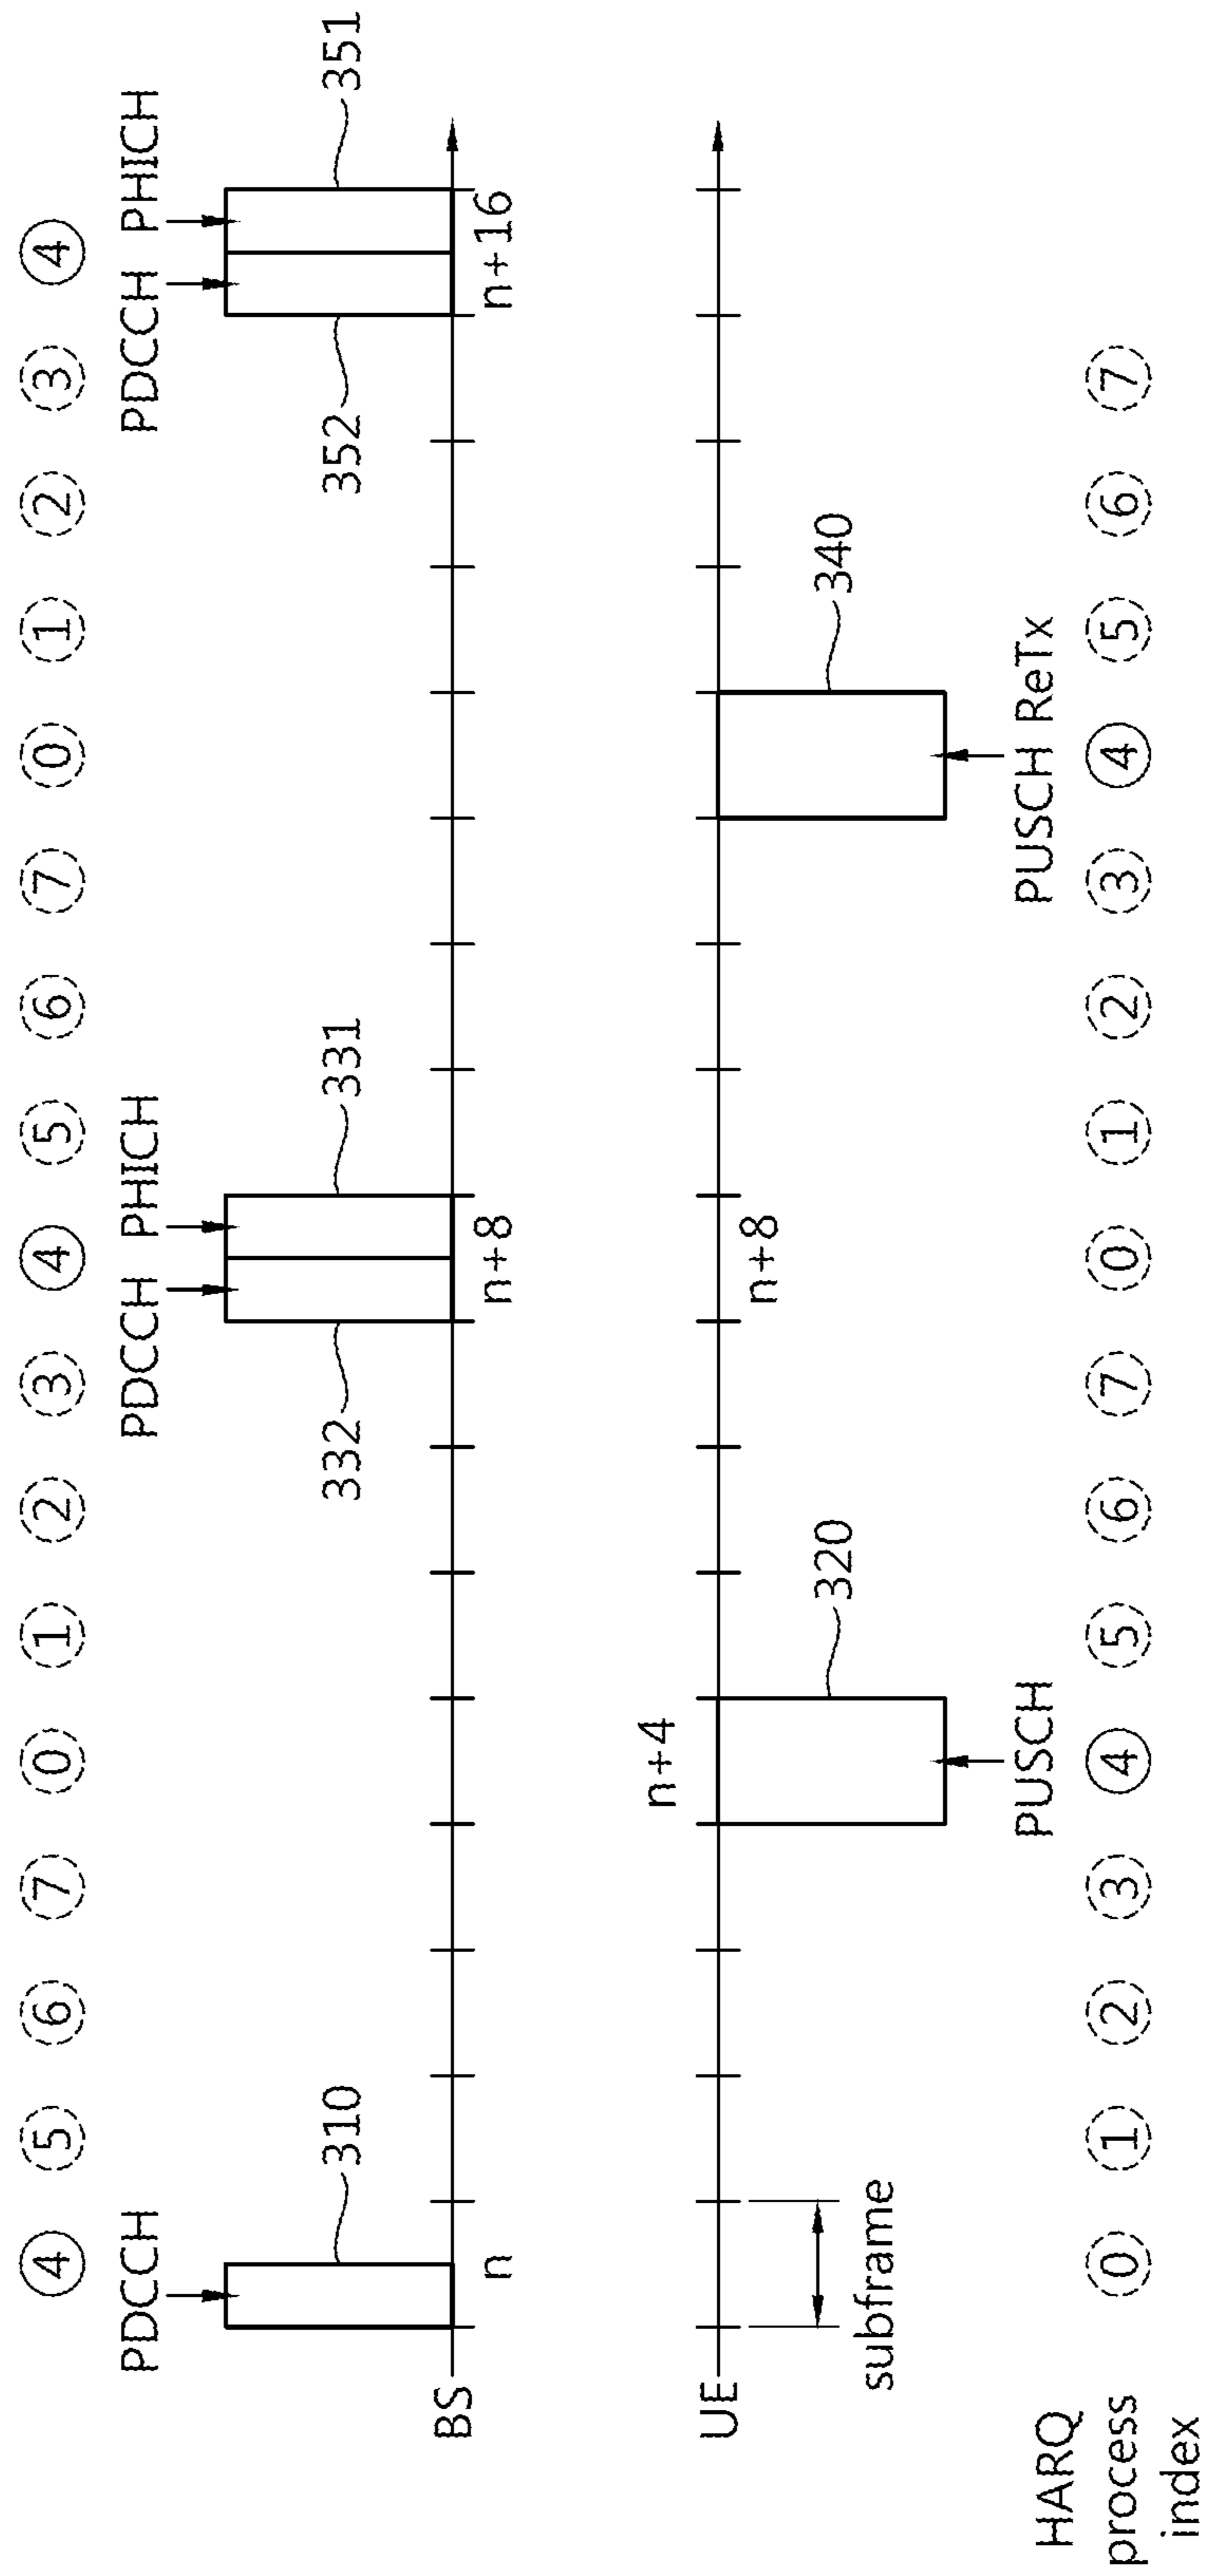 ④ ⑤ ⑥ ⑦ ⓪ ① ② ③ ④ ⑤ ⑥ ⑦ ⓪ ① ② ③ ④
PDCCH PDCCH PHICH PDCCH PHICH
310 332 331 352 351
BS
n n+8 n+16
n+4
UE
n+8
subframe
320 340
PUSCH PUSCH ReTx
HARQ
process
index
⓪ ① ② ③ ④ ⑤ ⑥ ⑦ ⓪ ① ② ③ ④ ⑤ ⑥ ⑦